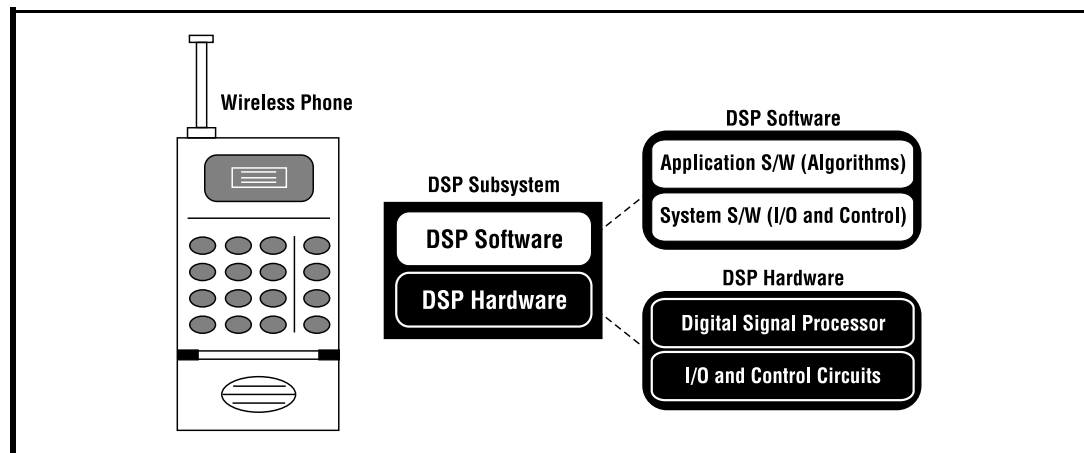 Wireless Phone
DSP Subsystem
DSP Software
DSP Hardware
DSP Software
Application S/W (Algorithms)
System S/W (I/O and Control)
DSP Hardware
Digital Signal Processor
I/O and Control Circuits